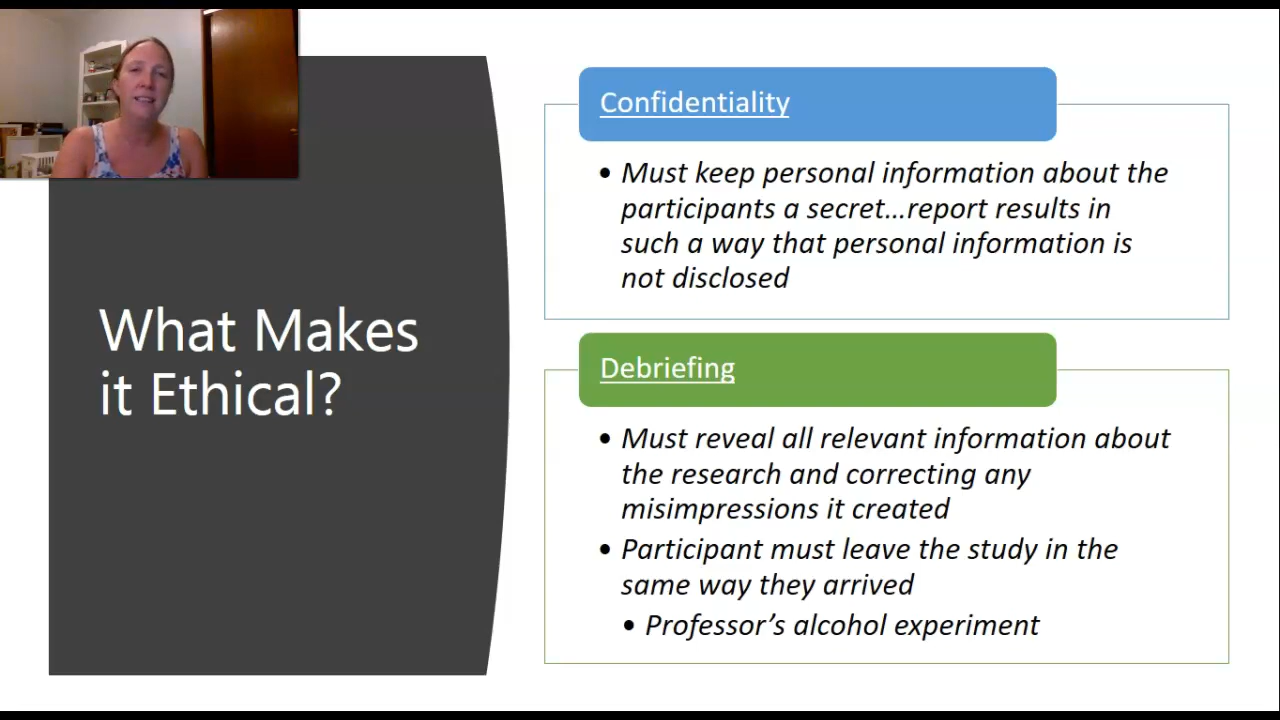 What Makes
it Ethical?
Confidentiality
• Must keep personal information about the
participants a secret...report results in
such a way that personal information is
not disclosed
Debriefing
• Must reveal all relevant information about
the research and correcting any
misimpressions it created
• Participant must leave the study in the
same way they arrived
• Professor’s alcohol experiment